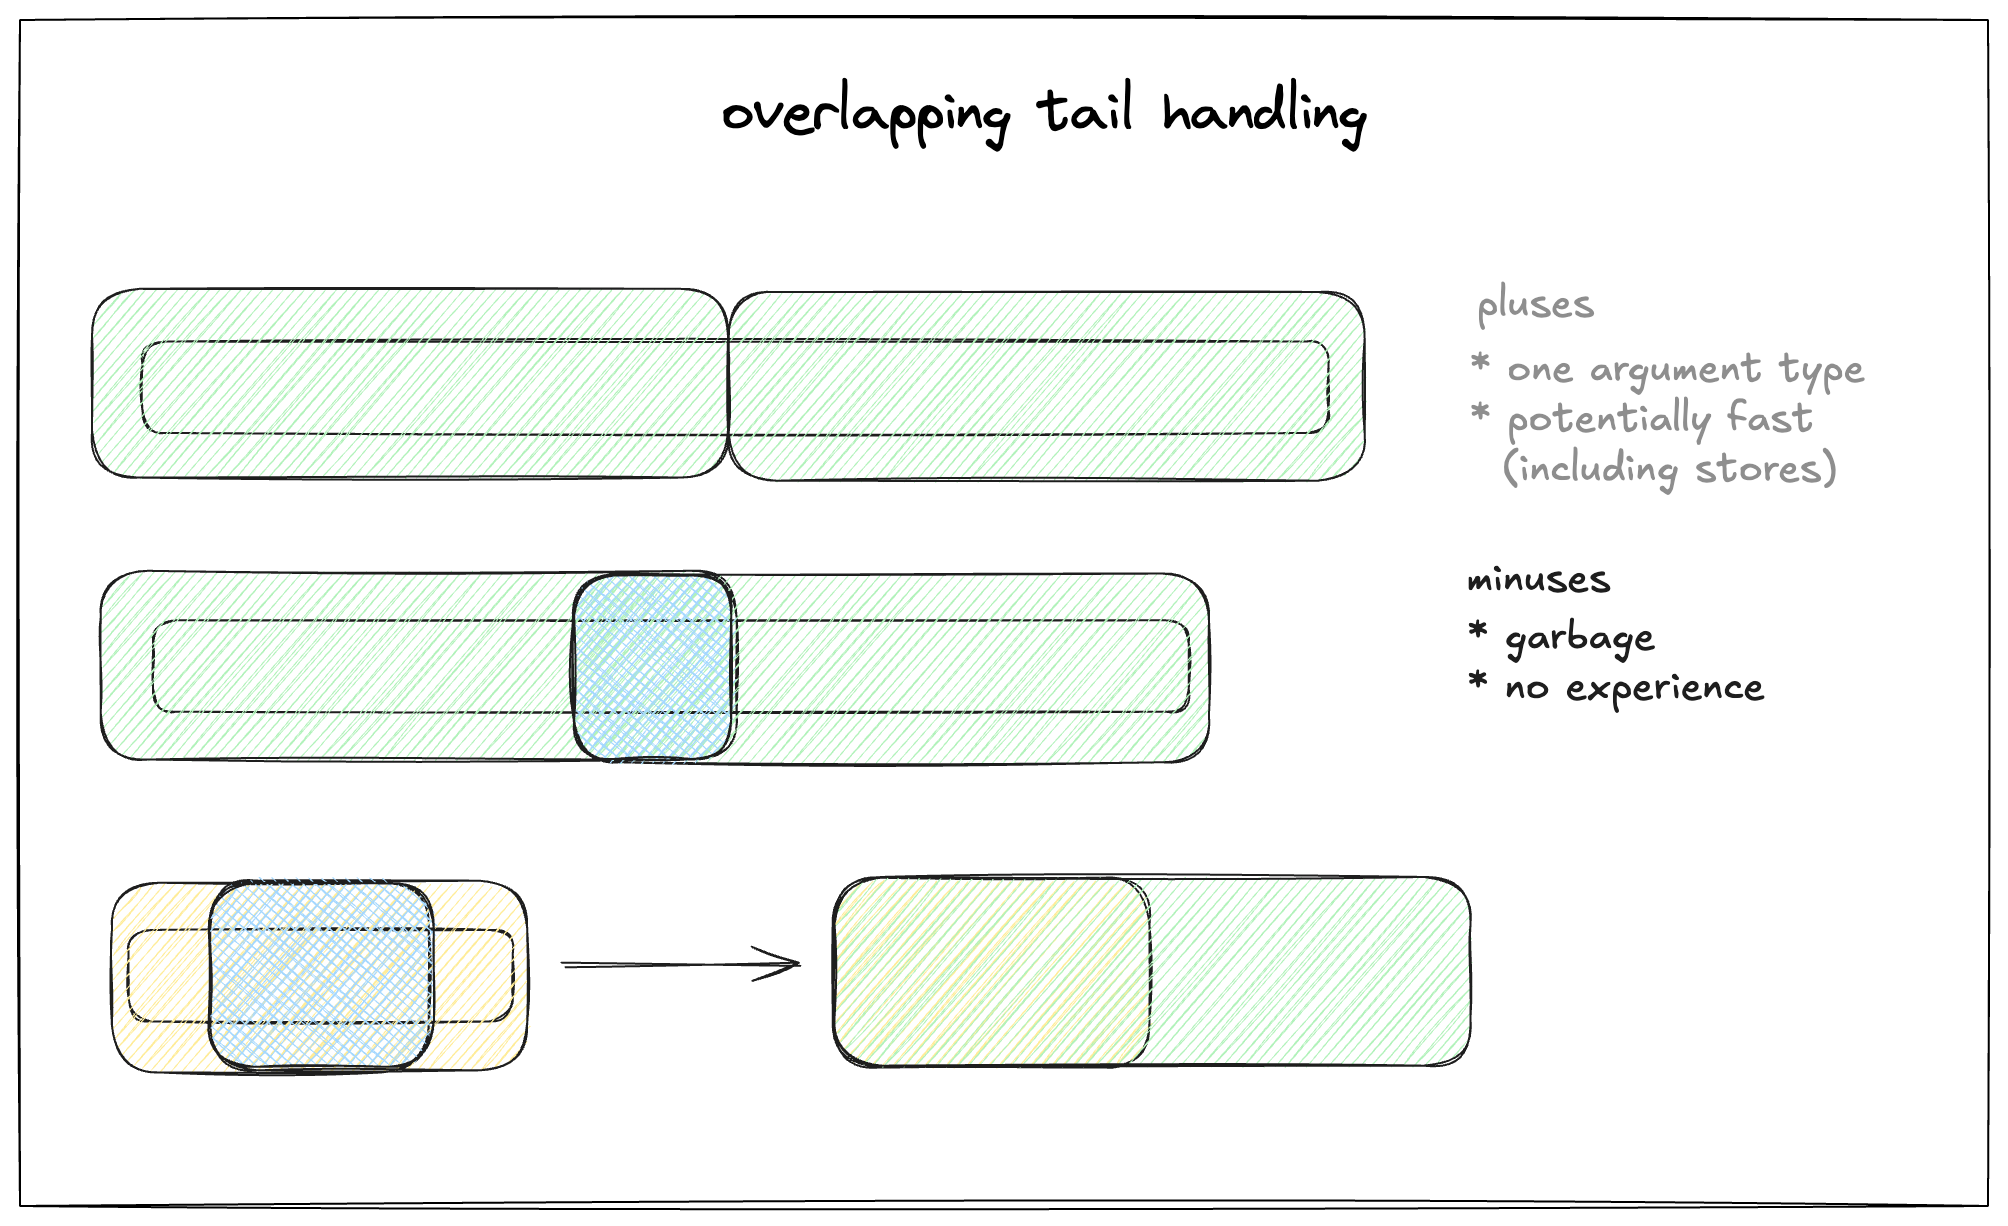 overlapping tail handling
pluses
* one argument type
* potentially fast
(including stores)
minuses
* garbage
* no experience